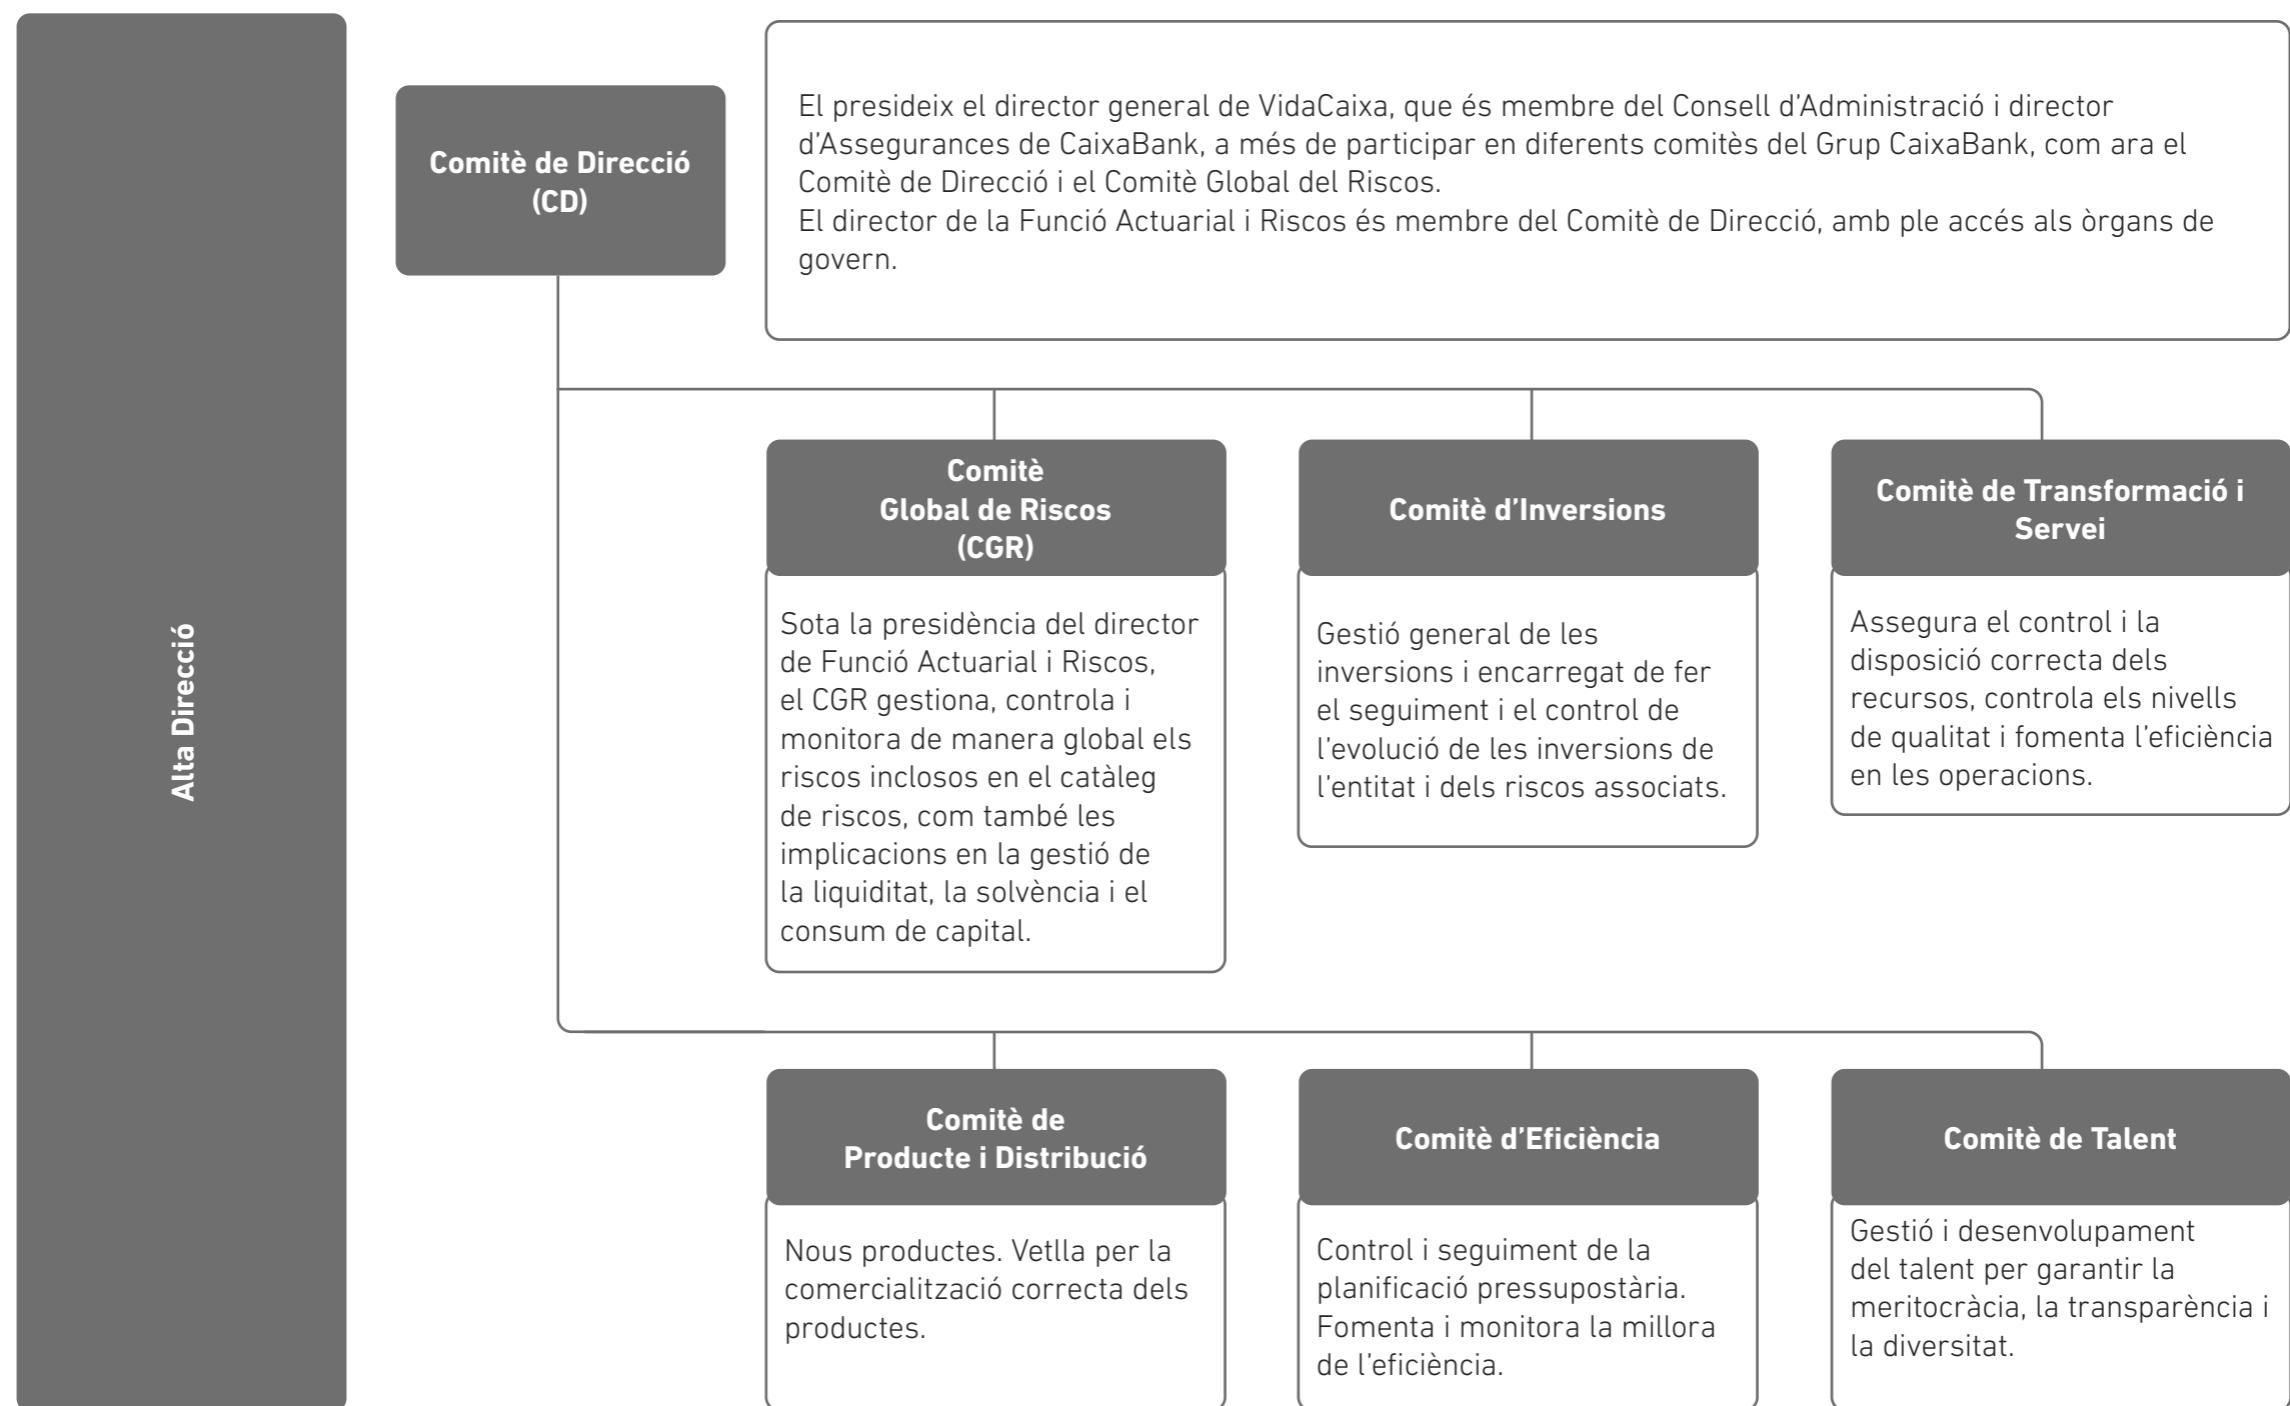 Alta Direcció
Comitè de Direcció
(CD)
El presideix el director general de VidaCaixa, que és membre del Consell d’Administració i director
d’Assegurances de CaixaBank, a més de participar en diferents comitès del Grup CaixaBank, com ara el
Comitè de Direcció i el Comitè Global del Riscos.
El director de la Funció Actuarial i Riscos és membre del Comitè de Direcció, amb ple accés als òrgans de
govern.
Comitè
Global de Riscos
(CGR)
Sota la presidència del director
de Funció Actuarial i Riscos,
el CGR gestiona, controla i
monitora de manera global els
riscos inclosos en el catàleg
de riscos, com també les
implicacions en la gestió de
la liquiditat, la solvència i el
consum de capital.
Comitè d’Inversions
Gestió general de les
inversions i encarregat de fer
el seguiment i el control de
l’evolució de les inversions de
l’entitat i dels riscos associats.
Comitè de Transformació i
Servei
Assegura el control i la
disposició correcta dels
recursos, controla els nivells
de qualitat i fomenta l’eficiència
en les operacions.
Comitè de
Producte i Distribució
Nous productes. Vetlla per la
comercialització correcta dels
productes.
Comitè d’Eficiència
Control i seguiment de la
planificació pressupostària.
Fomenta i monitora la millora
de l’eficiència.
Comitè de Talent
Gestió i desenvolupament
del talent per garantir la
meritocràcia, la transparència i
la diversitat.